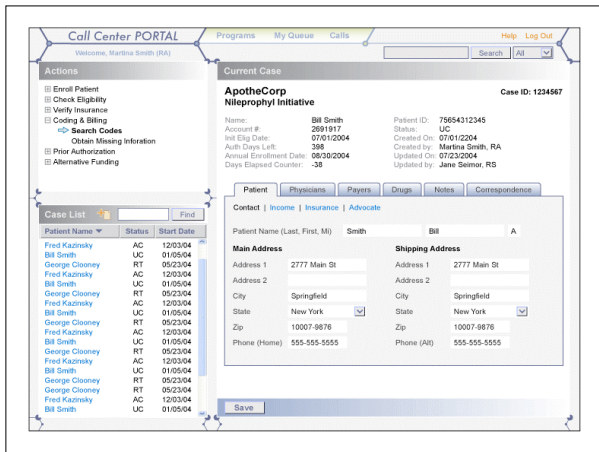 Call Center PORTAL
Programs My Queue Calls
Help Log Out
Welcome, Martina Smith (RA)
Search All
Actions
Enroll Patient
Check Eligibility
Verify Insurance
Coding & Billing
Search Codes
Obtain Missing Inforation
Prior Authorization
Alternative Funding
Case List Find
Patient Name Status Start Date
Fred Kazinsky AC 12/03/04
Bill Smith UC 01/05/04
George Clooney RT 05/23/04
Fred Kazinsky AC 12/03/04
Bill Smith UC 01/05/04
George Clooney RT 05/23/04
Fred Kazinsky AC 12/03/04
Bill Smith UC 01/05/04
George Clooney RT 05/23/04
Fred Kazinsky AC 12/03/04
Bill Smith UC 01/05/04
Bill Smith UC 01/05/04
George Clooney RT 05/23/04
Fred Kazinsky AC 12/03/04
Bill Smith UC 01/05/04
George Clooney RT 05/23/04
Fred Kazinsky AC 12/03/04
Bill Smith UC 01/05/04
Current Case
ApotheCorp Case ID: 1234567
Nileprophyl Initiative
Name: Bill Smith Patient ID: 75654312345
Account #: 2691917 Status: UC
Init Elig Date: 07/01/2004 Created On: 07/01/2204
Auth Days Left: 398 Created by: Martina Smith, RA
Annual Enrollment Date: 08/30/2004 Updated On: 07/23/2004
Days Elapsed Counter: -38 Updated by: Jane Seimor, RS
Patient Physicians Payers Drugs Notes Correspondence
Contact | Income | Insurance | Advocate
Patient Name (Last, First, Mi) Smith Bill A
Main Address Shipping Address
Address 1 2777 Main St Address 1 2777 Main St
Address 2 Address 2
City Springfield City Springfield
State New York State New York
Zip 10007-9876 Zip 10007-9876
Phone (Home) 555-555-5555 Phone (Alt) 555-555-5555
Save